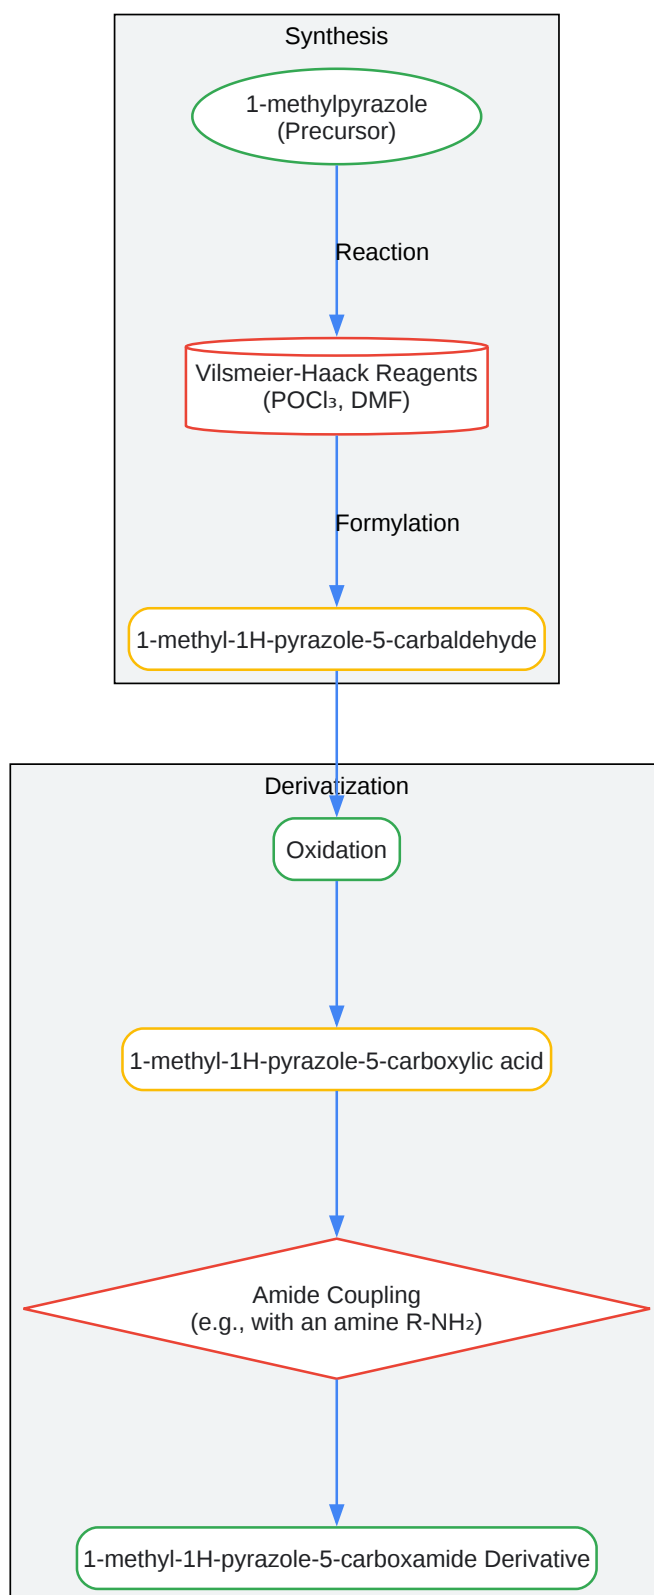 Synthesis
1-methylpyrazole
(Precursor)
Reaction
Vilsmeier-Haack Reagents
(POCl₃, DMF)
Formylation
1-methyl-1H-pyrazole-5-carbaldehyde
Derivatization
Oxidation
1-methyl-1H-pyrazole-5-carboxylic acid
Amide Coupling
(e.g., with an amine R-NH₂)
1-methyl-1H-pyrazole-5-carboxamide Derivative